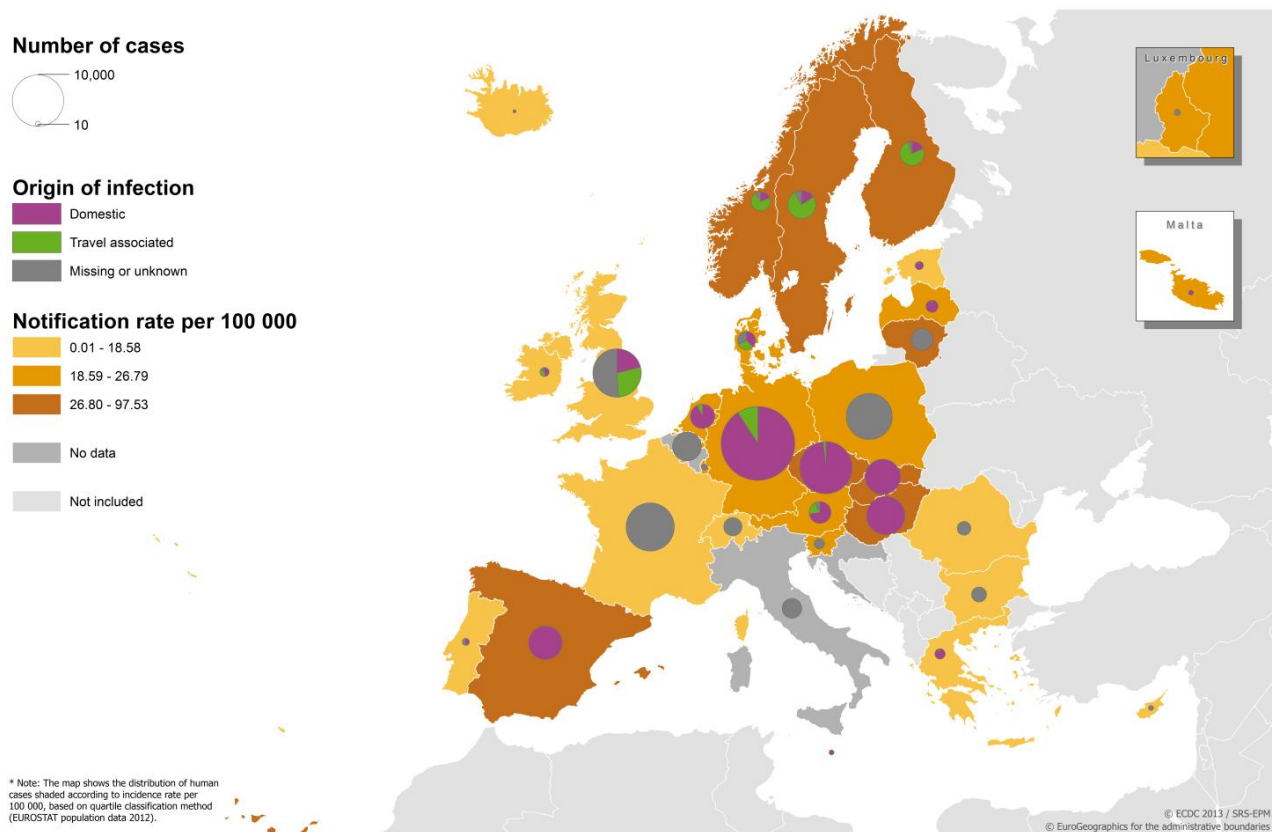 Number of cases
10,000
10
Origin of infection
Domestic
Travel associated
Missing or unknown
Notification rate per 100 000
0.01 - 18.58
18.59 - 26.79
26.80 - 97.53
No data
Not included
Luxembourg
Malta
* Note: The map shows the distribution of human
cases shaded according to incidence rate per
100 000, based on quartile classification method
(EUROSTAT population data 2012).
© ECDC 2013 / SRS-EPM
© EuroGeographics for the administrative boundaries